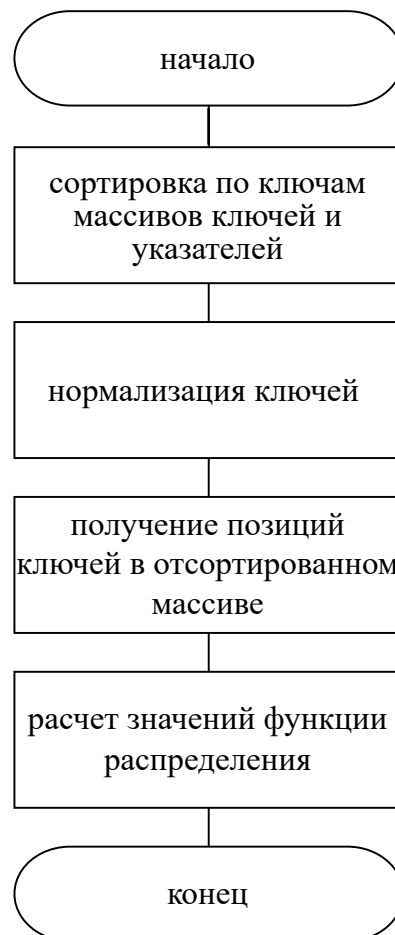 начало
сортировка по ключам
массивов ключей и
указателей
нормализация ключей
получение позиций
ключей в отсортированном
массиве
расчет значений функции
распределения
конец